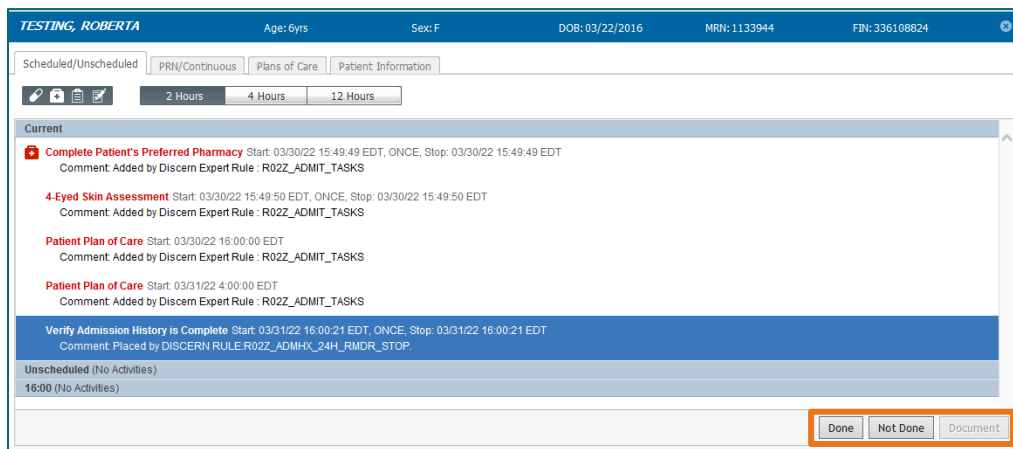 TESTING, ROBERTA Age: 6yrs Sex: F DOB: 03/22/2016 MRN: 1133944 FIN: 336108824
Scheduled/Unscheduled PRN/Continuous Plans of Care Patient Information
2 Hours 4 Hours 12 Hours
Current
Complete Patient's Preferred Pharmacy Start: 03/30/22 15:49:49 EDT, ONCE, Stop: 03/30/22 15:49:49 EDT
Comment: Added by Discern Expert Rule : R02Z_ADMIT_TASKS
4-Eyed Skin Assessment Start: 03/30/22 15:49:50 EDT, ONCE, Stop: 03/30/22 15:49:50 EDT
Comment: Added by Discern Expert Rule : R02Z_ADMIT_TASKS
Patient Plan of Care Start: 03/30/22 16:00:00 EDT
Comment: Added by Discern Expert Rule : R02Z_ADMIT_TASKS
Patient Plan of Care Start: 03/31/22 4:00:00 EDT
Comment: Added by Discern Expert Rule : R02Z_ADMIT_TASKS
Verify Admission History is Complete Start: 03/31/22 16:00:21 EDT, ONCE, Stop: 03/31/22 16:00:21 EDT
Comment: Placed by DISCERN RULE:R02Z_ADMHX_24H_RMDR_STOP.
Unscheduled (No Activities)
16:00 (No Activities)
Done Not Done Document